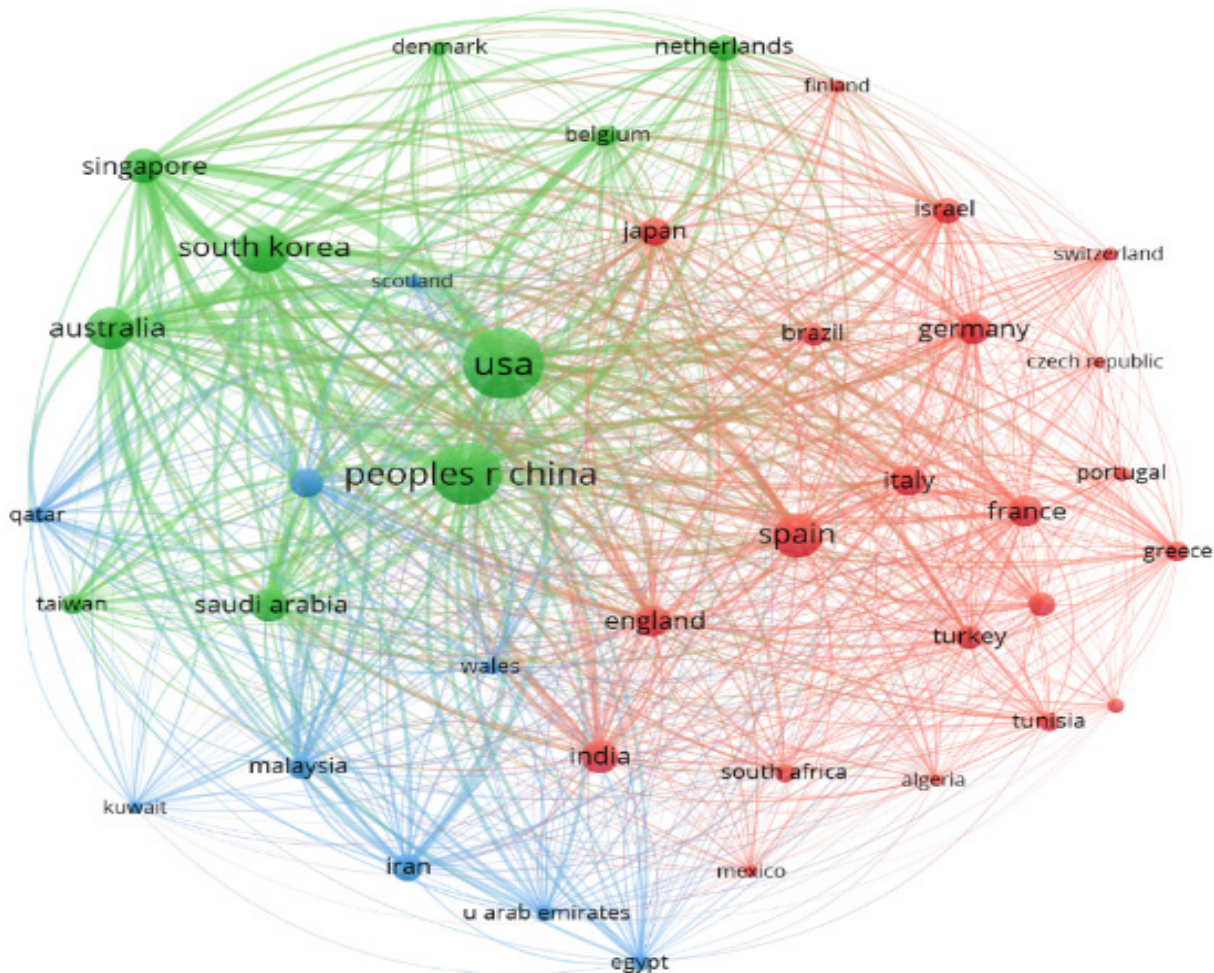 denmark
netherlands
finland
belgium
singapore
israel
japan
south korea
switzerland
scotland
australia
germany
brazil
usa
czech republic
peoples r china
portugal
italy
france
qatar
spain
greece
taiwan
saudi arabia
england
turkey
wales
tunisia
india
malaysia
south africa
algeria
kuwait
iran
mexico
u arab emirates
egypt